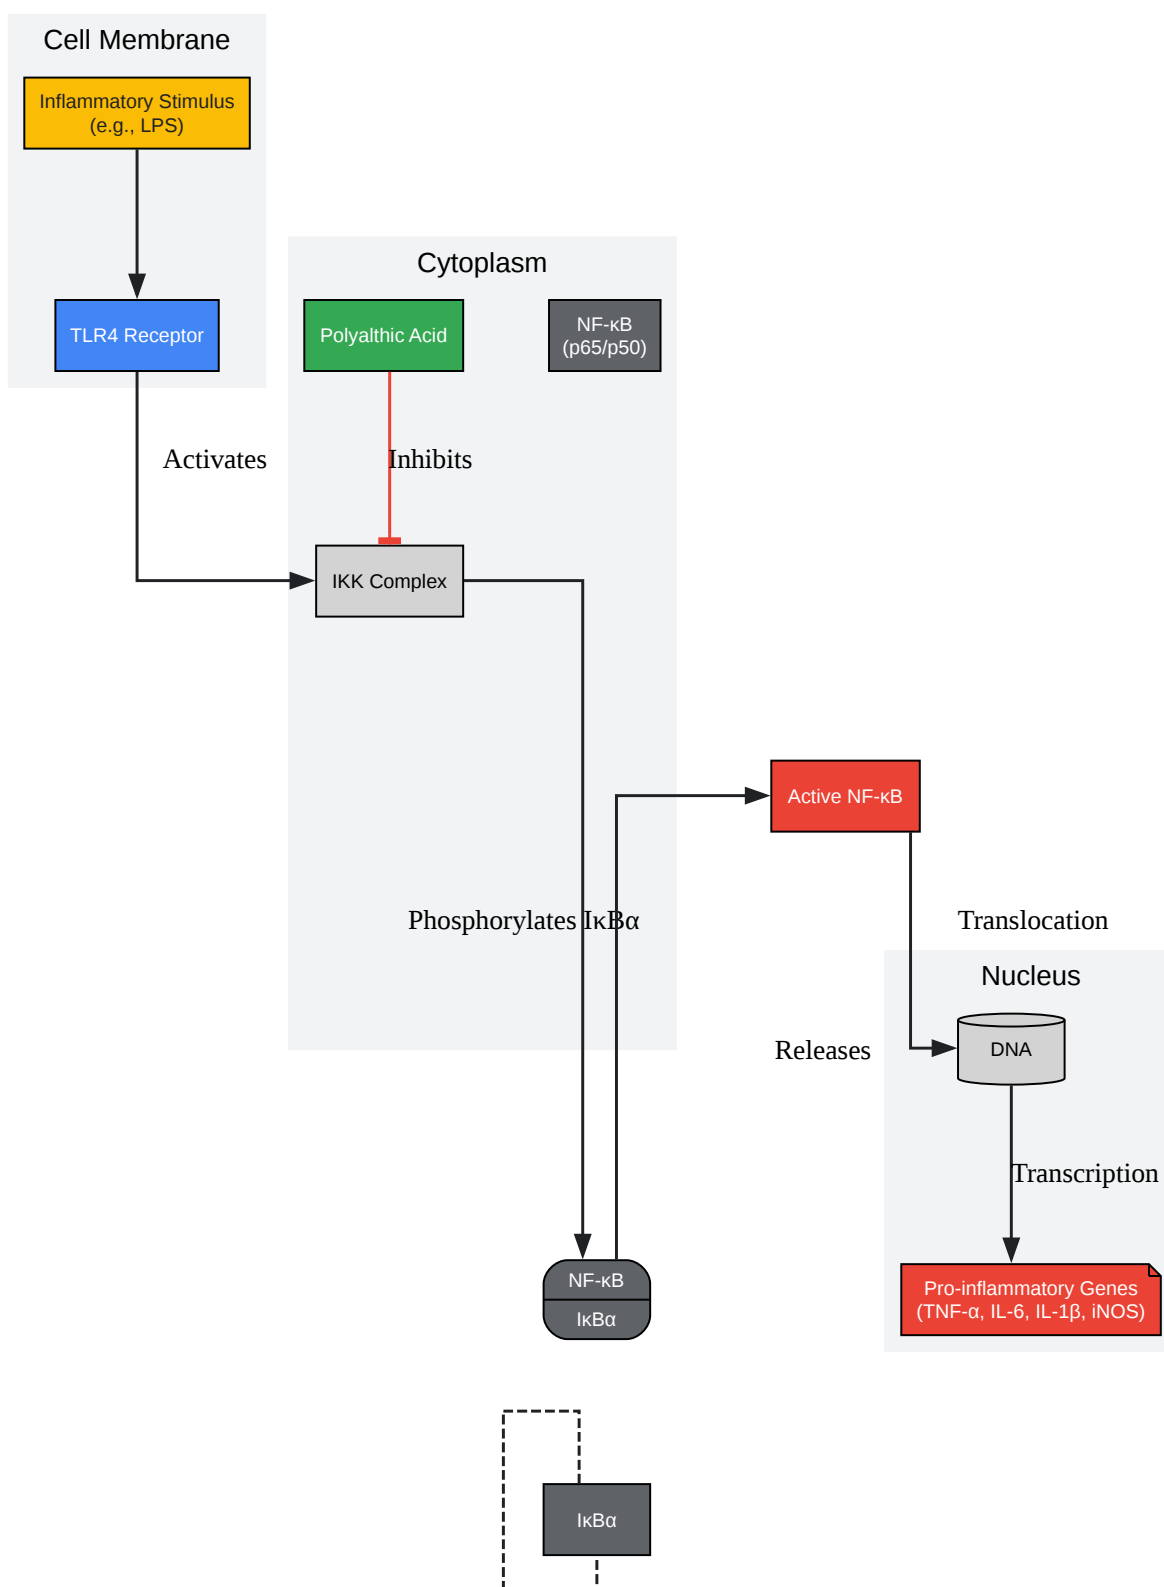 Cell Membrane
Inflammatory Stimulus
(e.g., LPS)
Cytoplasm
TLR4 Receptor
Polyalthic Acid
NF-κB
(p65/p50)
Activates
Inhibits
IKK Complex
Active NF-κB
Phosphorylates IκBα
Translocation
Nucleus
Releases
DNA
Transcription
NF-κB
IκBα
Pro-inflammatory Genes
(TNF-α, IL-6, IL-1β, iNOS)
IκBα